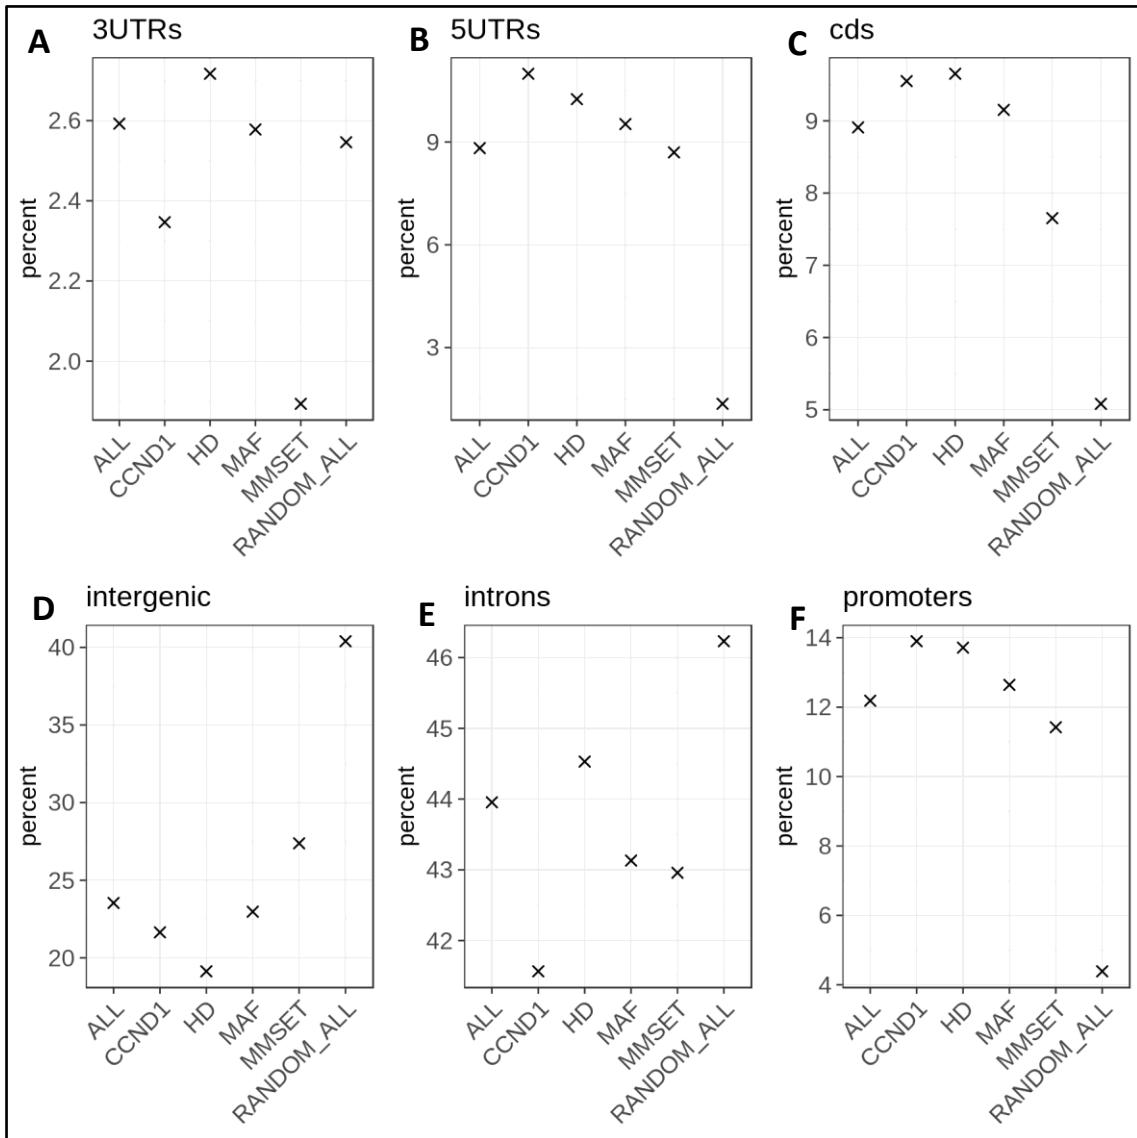 A 3UTRs
percent
2.6
2.4
2.2
2.0
ALL
CCND1
HD
MAF
MMSET
RANDOM_ALL
B 5UTRs
percent
9
6
3
ALL
CCND1
HD
MAF
MMSET
RANDOM_ALL
C cds
percent
9
8
7
6
5
ALL
CCND1
HD
MAF
MMSET
RANDOM_ALL
D intergenic
percent
40
35
30
25
20
ALL
CCND1
HD
MAF
MMSET
RANDOM_ALL
E introns
percent
46
45
44
43
42
ALL
CCND1
HD
MAF
MMSET
RANDOM_ALL
F promoters
percent
14
12
10
8
6
4
ALL
CCND1
HD
MAF
MMSET
RANDOM_ALL